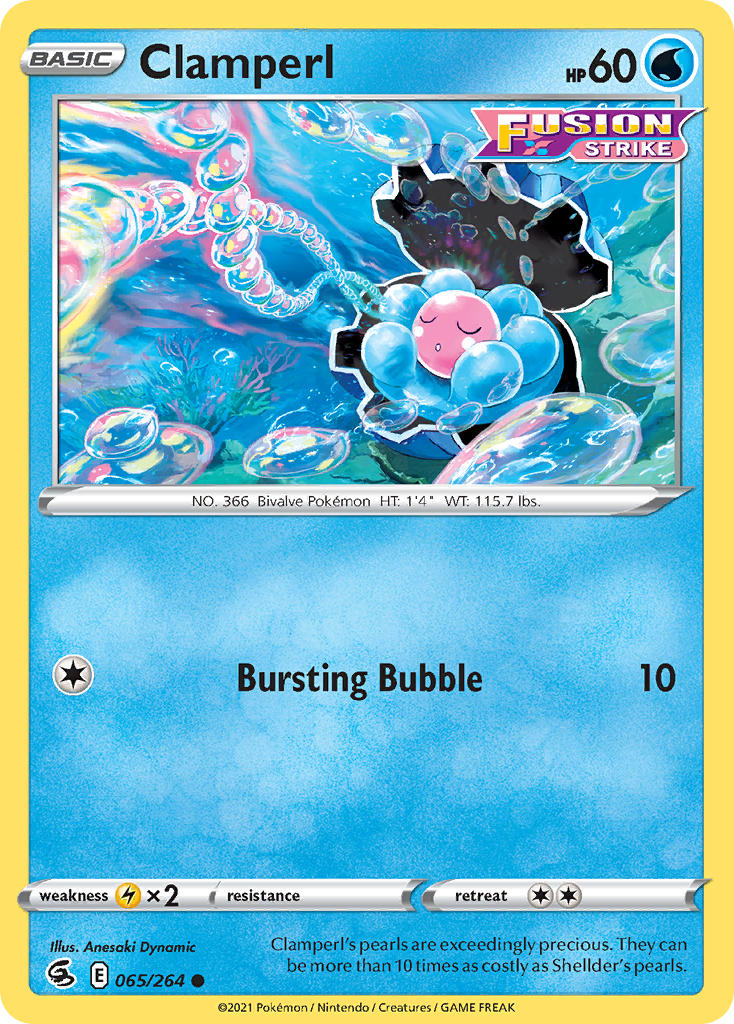 BASIC
Clamperl
HP60
FUSION
STRIKE
NO. 366 Bivalve Pokémon HT: 1'4" WT: 115.7 lbs.
Bursting Bubble 10
weakness ×2 resistance retreat
Illus. Anesaki Dynamic
Clamperl's pearls are exceedingly precious. They can
be more than 10 times as costly as Shellder's pearls.
E 065/264
©2021 Pokémon / Nintendo / Creatures / GAME FREAK